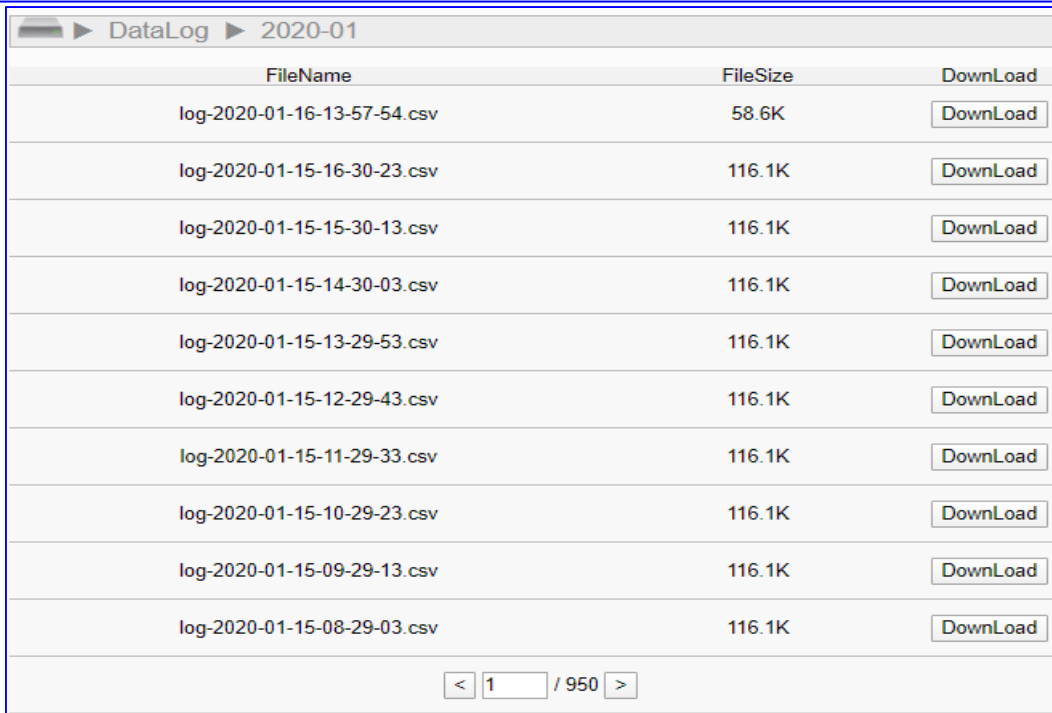 DataLog ▶ 2020-01
FileName FileSize DownLoad
log-2020-01-16-13-57-54.csv 58.6K DownLoad
log-2020-01-15-16-30-23.csv 116.1K DownLoad
log-2020-01-15-15-30-13.csv 116.1K DownLoad
log-2020-01-15-14-30-03.csv 116.1K DownLoad
log-2020-01-15-13-29-53.csv 116.1K DownLoad
log-2020-01-15-12-29-43.csv 116.1K DownLoad
log-2020-01-15-11-29-33.csv 116.1K DownLoad
log-2020-01-15-10-29-23.csv 116.1K DownLoad
log-2020-01-15-09-29-13.csv 116.1K DownLoad
log-2020-01-15-08-29-03.csv 116.1K DownLoad
< 1 / 950 >